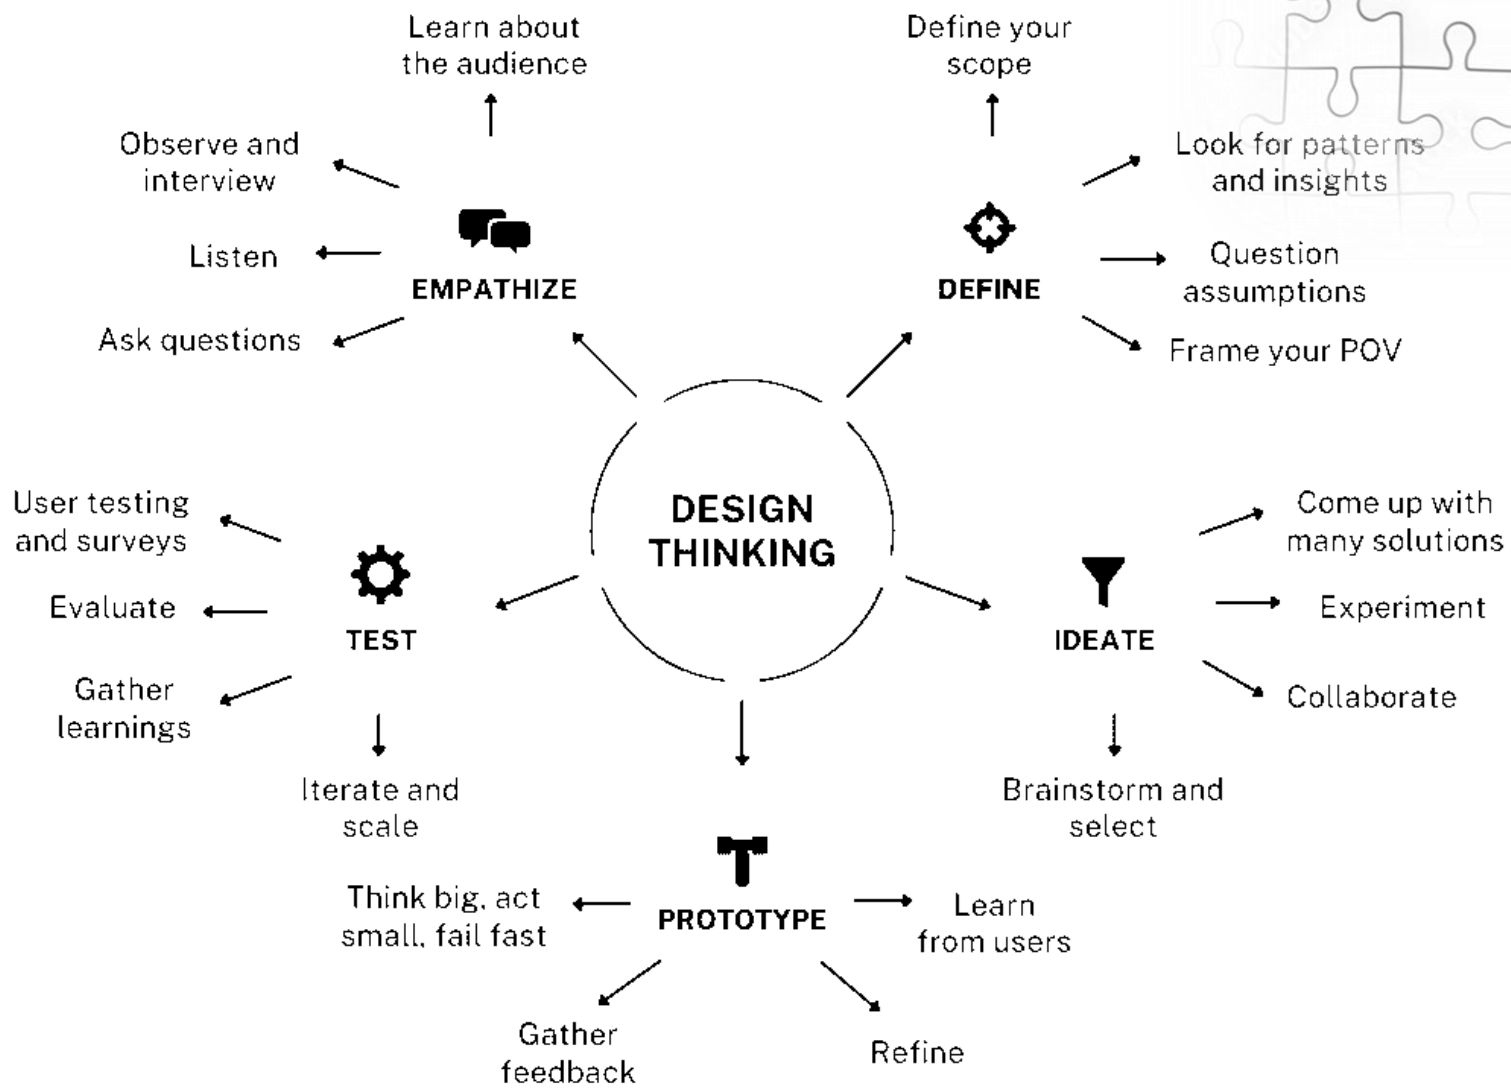 Learn about
the audience
Observe and
interview
Listen
Ask questions
EMPATHIZE
Define your
scope
Look for patterns
and insights
Question
assumptions
Frame your POV
DEFINE
DESIGN
THINKING
User testing
and surveys
Evaluate
Gather
learnings
Iterate and
scale
TEST
Come up with
many solutions
Experiment
Collaborate
Brainstorm and
select
IDEATE
PROTOTYPE
Think big, act
small, fail fast
Gather
feedback
Learn
from users
Refine